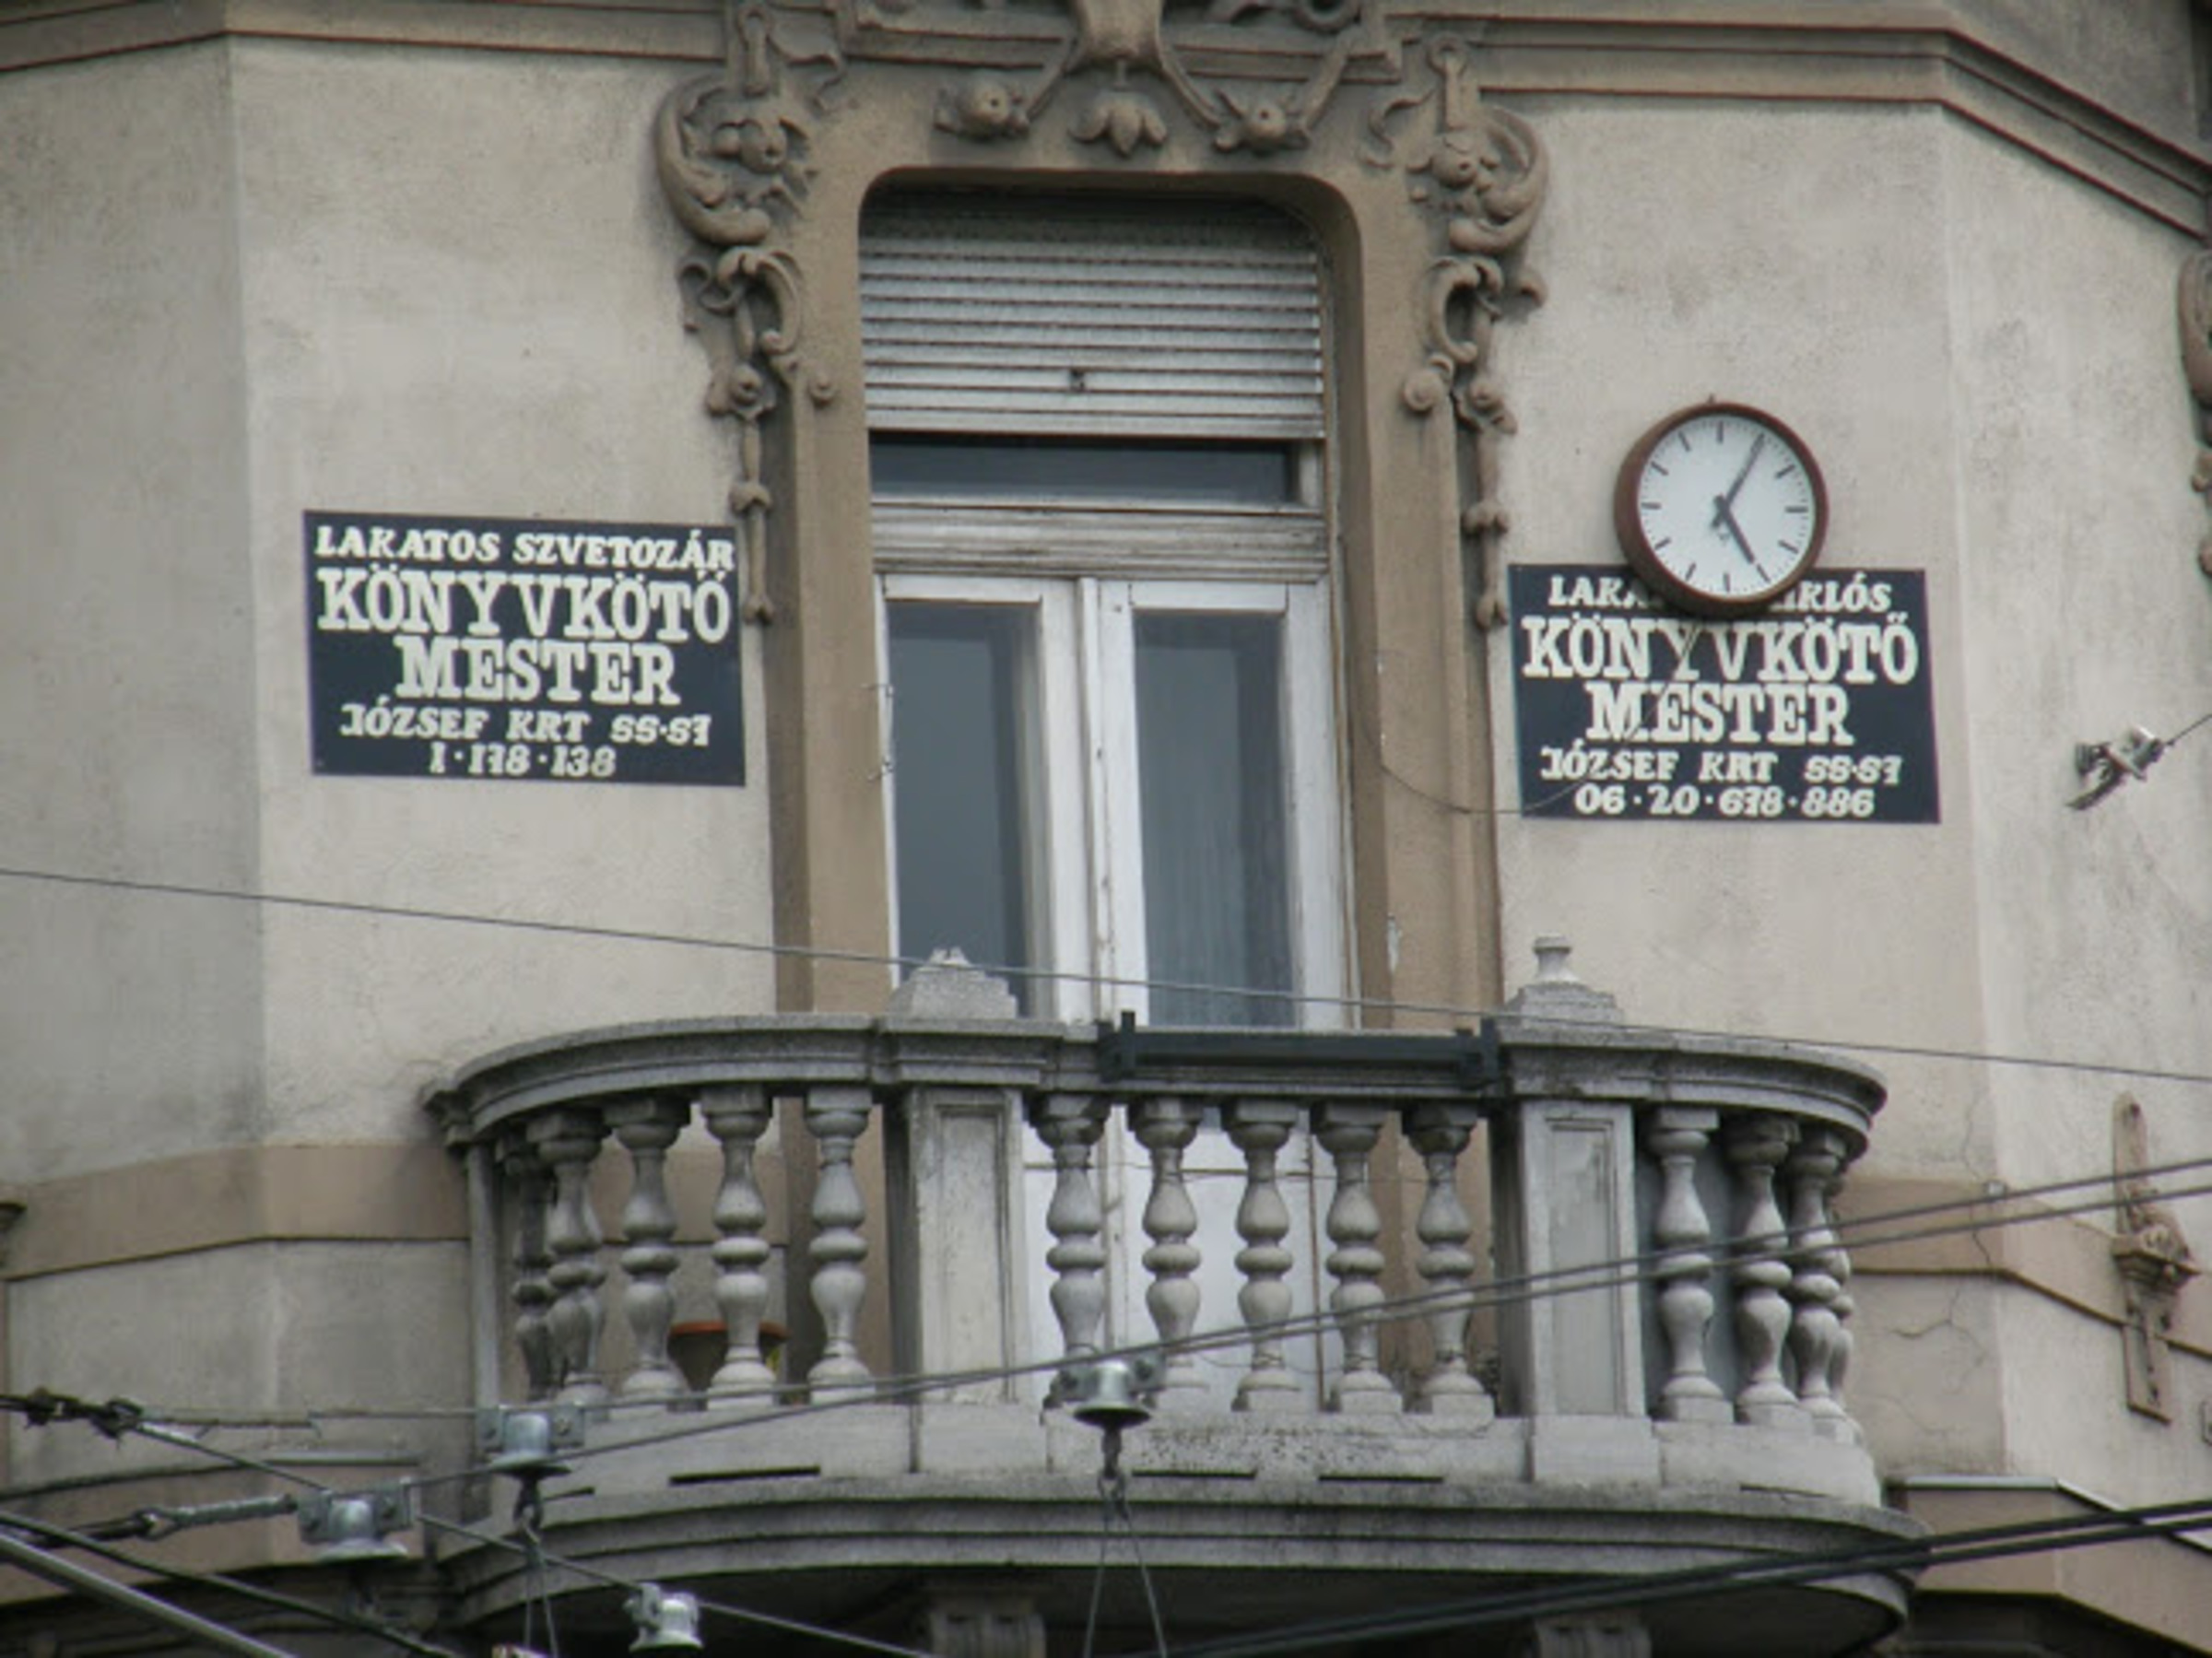 LAKATOS SZVETOZÁR
KÖNYVKÖTŐ
MESTER
JÓZSEF KRT 55-57
1·178·138
KÖNYVKÖTŐ
MESTER
JÓZSEF KRT 55-57
06·20·678·886